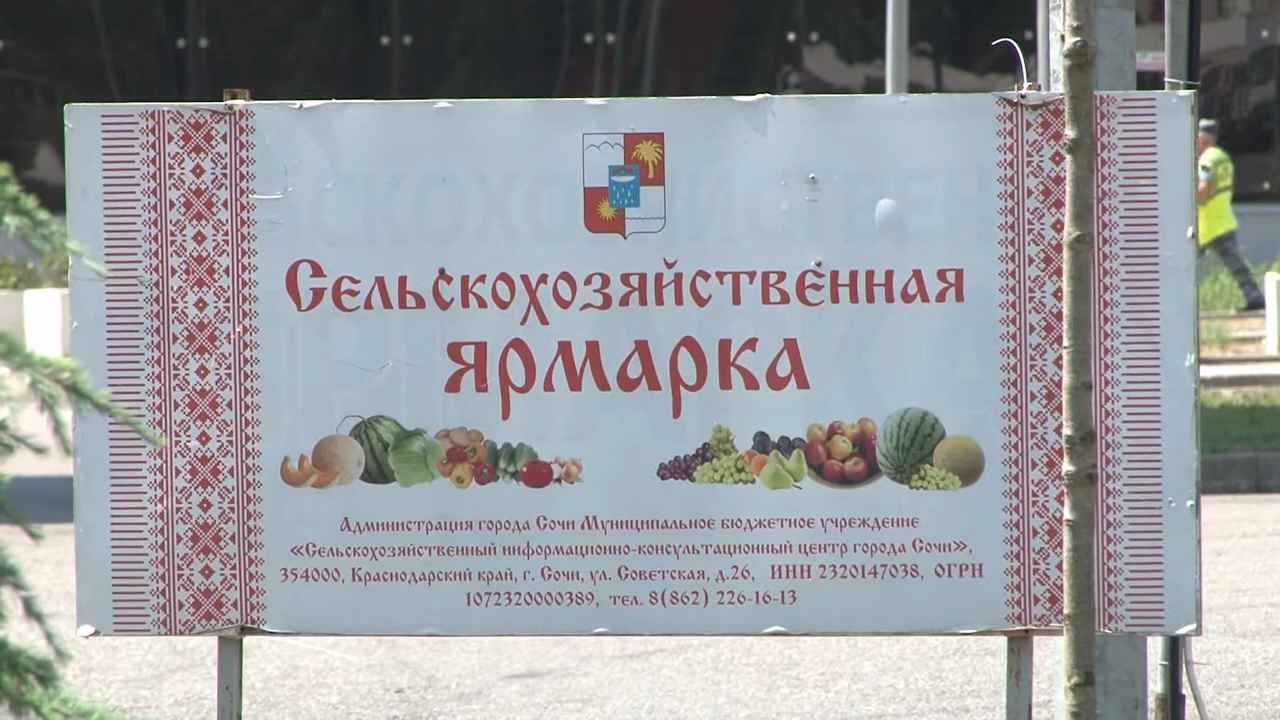 Сельскохозяйственная
ярмарка
Администрация города Сочи Муниципальное бюджетное учреждение
«Сельскохозяйственный информационно-консультационный центр города Сочи»,
354000, Краснодарский край, г. Сочи, ул. Советская, д.26, ИНН 2320147038, ОГРН
1072320000389, тел. 8(862) 226-16-13